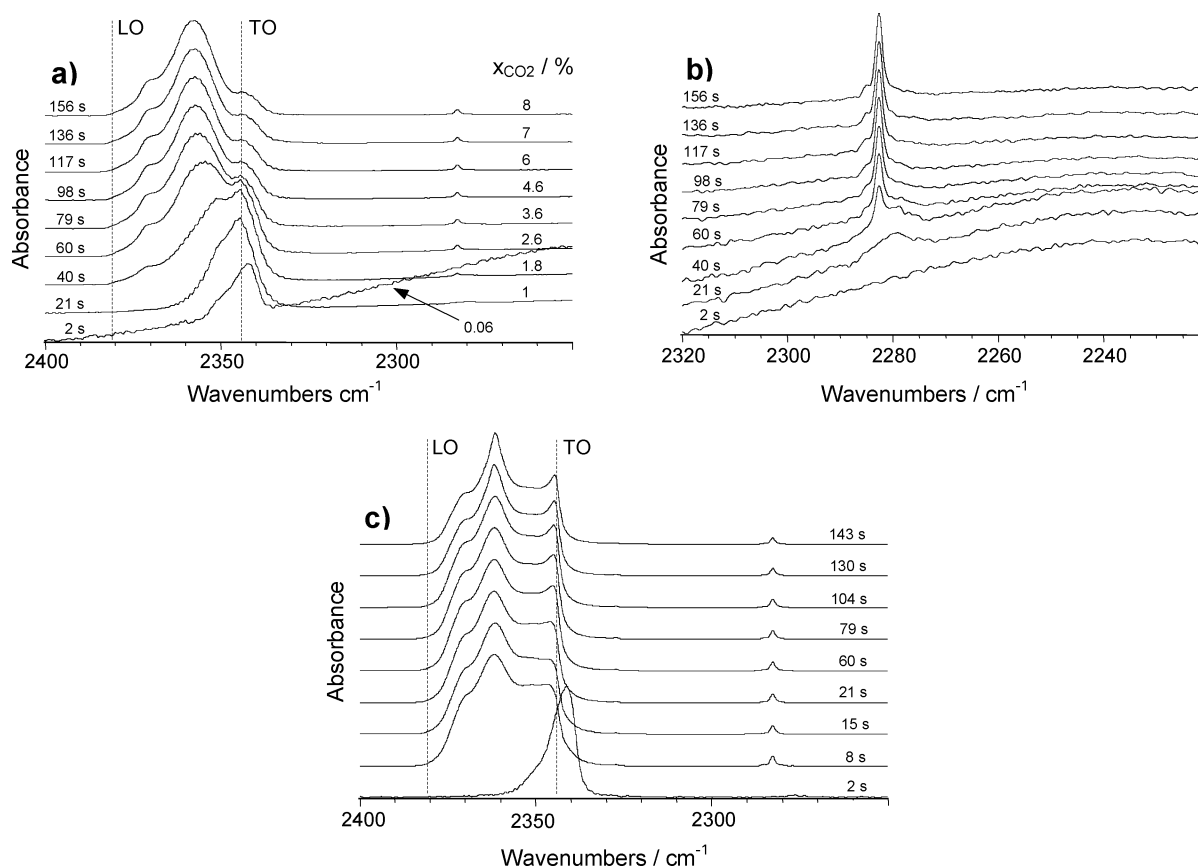 LO TO
a)
xCO2 / %
156 s 8
136 s 7
117 s 6
98 s 4.6
79 s 3.6
60 s 2.6
40 s 1.8
21 s 1
2 s 0.06
Absorbance
2400 2350 2300
Wavenumbers cm-1
b)
156 s
136 s
117 s
98 s
79 s
60 s
40 s
21 s
2 s
Absorbance
2320 2300 2280 2260 2240
Wavenumbers / cm-1
LO TO
c)
143 s
130 s
104 s
79 s
60 s
21 s
15 s
8 s
2 s
Absorbance
2400 2350 2300
Wavenumbers / cm-1